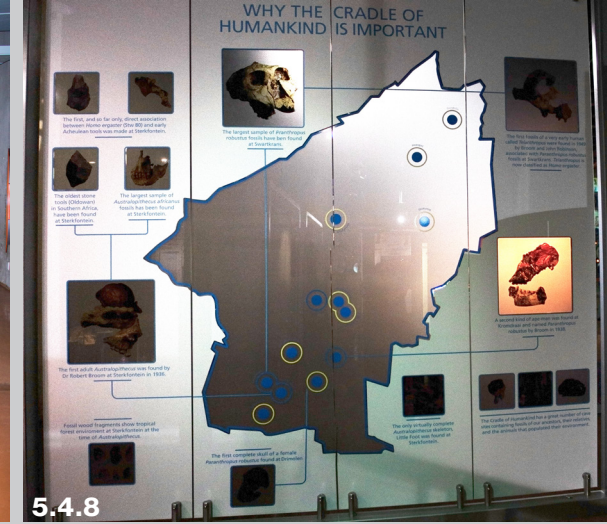 WHY THE CRADLE OF
HUMANKIND IS IMPORTANT
The first, and so far only, direct association
between Homo ergaster (Stw 80) and early
Acheulean tools was made at Sterkfontein.
The largest sample of Paranthropus
robustus fossils have been found
at Swartkrans.
The oldest stone
tools (Oldowan)
in Southern Africa,
have been found
at Sterkfontein.
The largest sample of
Australopithecus africanus
fossils has been found
at Sterkfontein.
A second kind of ape-man was found at
Kromdraai and named Paranthropus
robustus by Broom in 1938.
The first adult Australopithecus was found by
Dr Robert Broom at Sterkfontein in 1936.
Fossil wood fragments show tropical
forest enviroment at Sterkfontein at the
time of Australopithecus.
The first complete skull of a female
Paranthropus robustus found at Drimolen.
The only virtually complete
Australopithecus skeleton,
Little Foot was found at
Sterkfontein.
The Cradle of Humankind has a great number of
sites containing fossils of our ancestors, their relatives
and the animals that populated their environment.
5.4.8